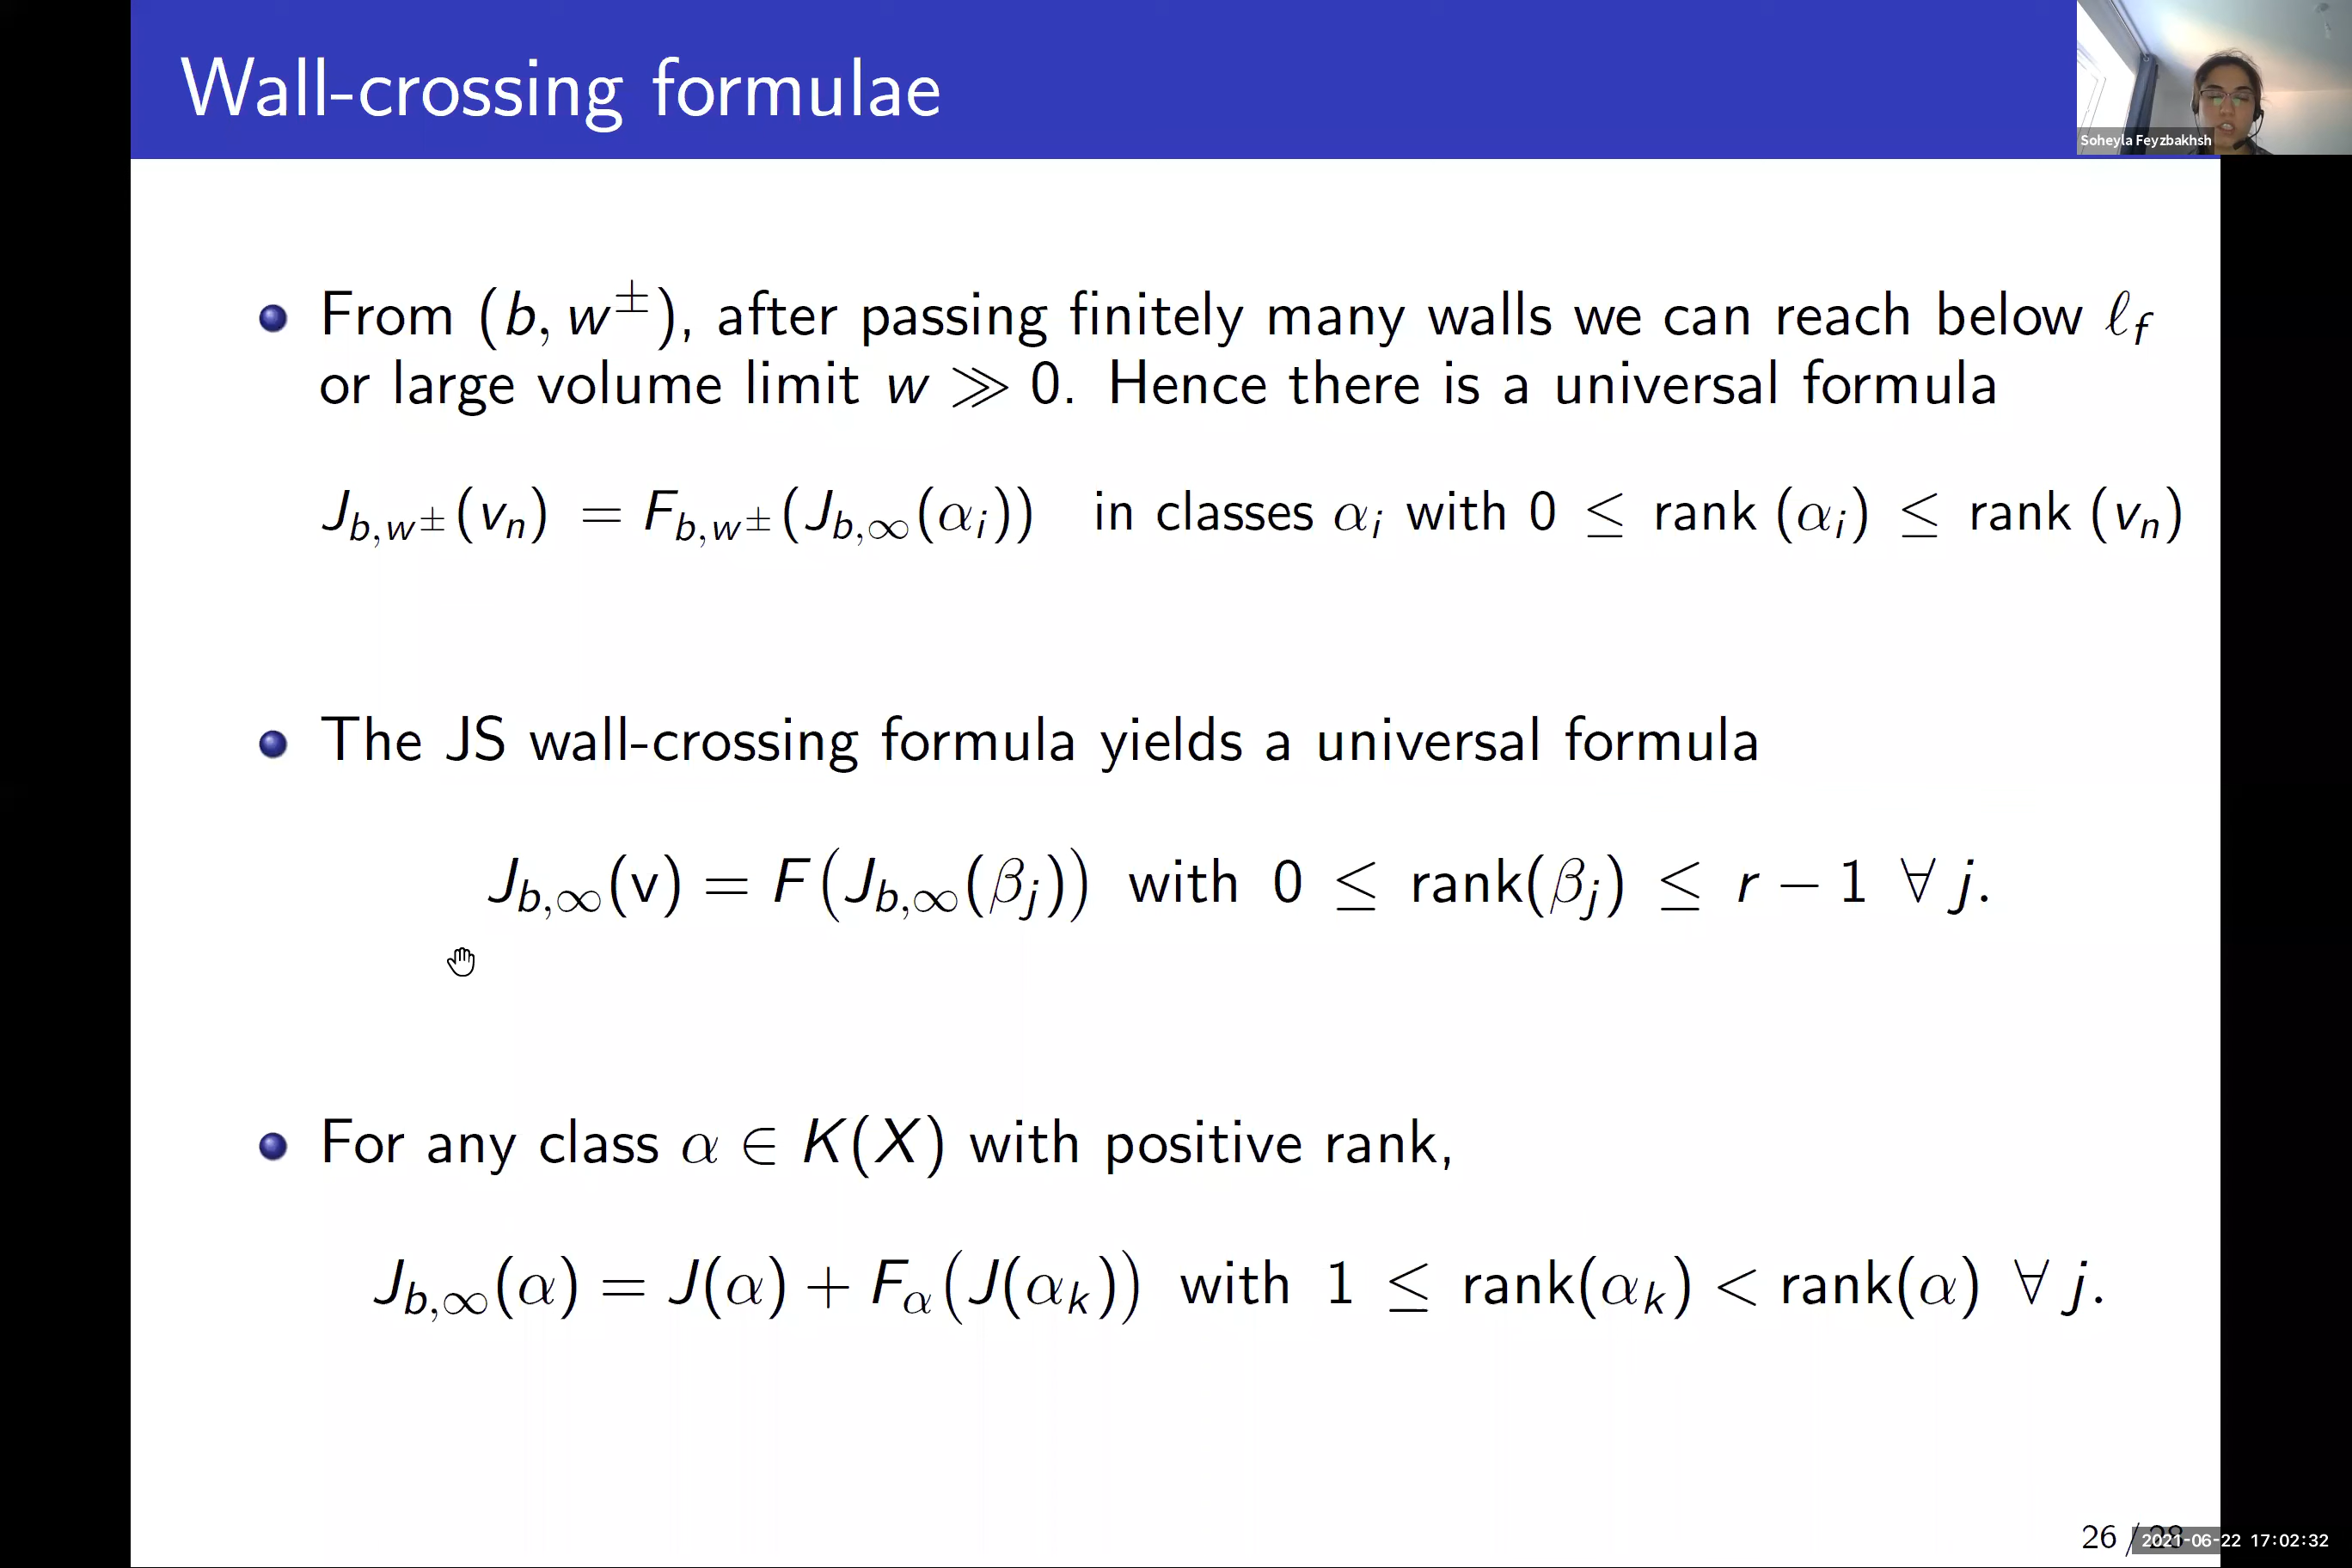 Wall-crossing formulae
Soheyla Feyzbakhsh
From (b, w^±), after passing finitely many walls we can reach below ℓ_f
or large volume limit w ≫ 0. Hence there is a universal formula
J_{b,w^±}(v_n) = F_{b,w^±}(J_{b,∞}(α_i)) in classes α_i with 0 ≤ rank (α_i) ≤ rank (v_n)
The JS wall-crossing formula yields a universal formula
J_{b,∞}(v) = F(J_{b,∞}(β_j)) with 0 ≤ rank(β_j) ≤ r − 1 ∀ j.
For any class α ∈ K(X) with positive rank,
J_{b,∞}(α) = J(α) + F_α(J(α_k)) with 1 ≤ rank(α_k) < rank(α) ∀ j.
26 / 28
2021-06-22 17:02:32